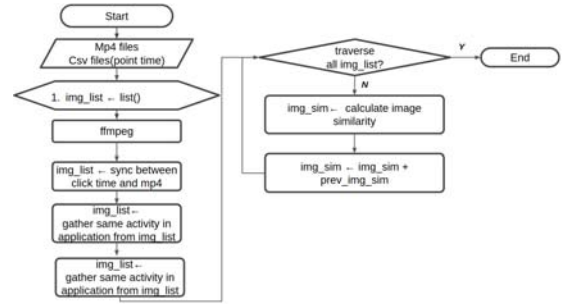 Start
Mp4 files
Csv files(point time)
1. img_list ← list()
ffmpeg
img_list ← sync between
click time and mp4
img_list←
gather same activity in
application from img_list
img_list←
gather same activity in
application from img_list
traverse
all img_list?
Y
End
N
img_sim← calculate image
similarity
img_sim ← img_sim +
prev_img_sim